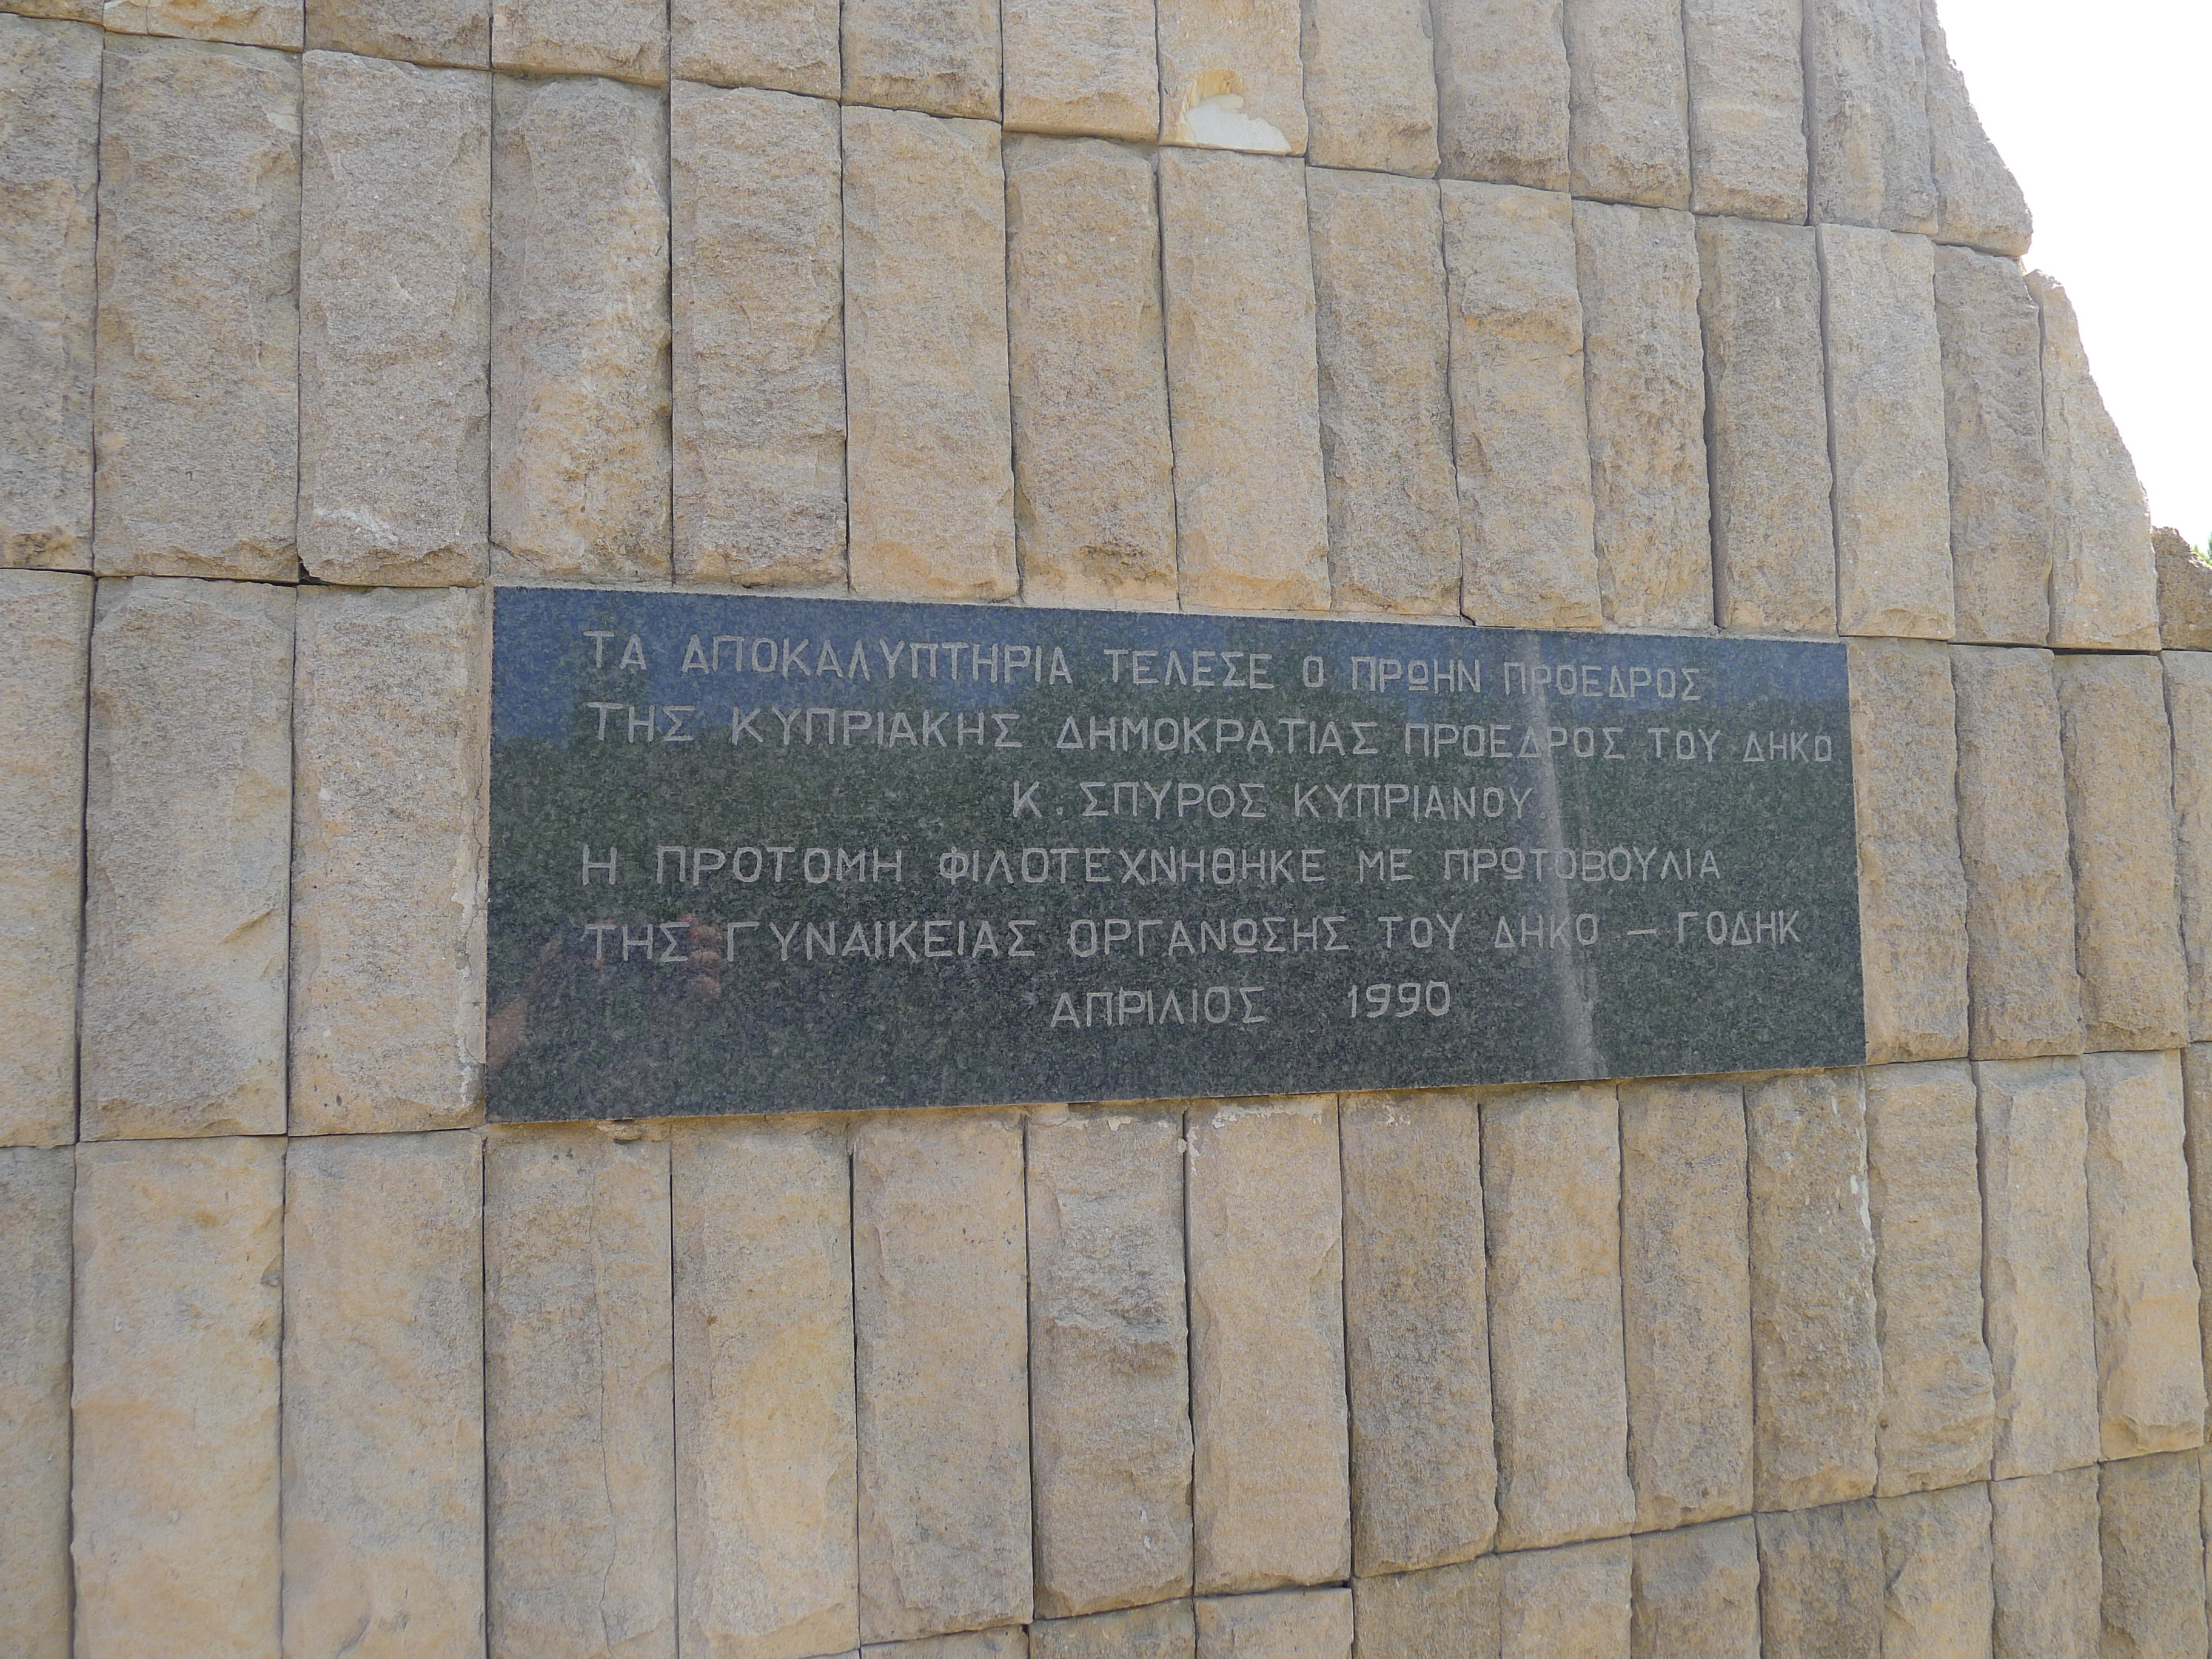 ΤΑ ΑΠΟΚΑΛΥΠΤΗΡΙΑ ΤΕΛΕΣΕ Ο ΠΡΩΗΝ ΠΡΟΕΔΡΟΣ
ΤΗΣ ΚΥΠΡΙΑΚΗΣ ΔΗΜΟΚΡΑΤΙΑΣ ΠΡΟΕΔΡΟΣ ΤΟΥ ΔΗΚΟ
Κ. ΣΠΥΡΟΣ ΚΥΠΡΙΑΝΟΥ.
Η ΠΡΟΤΟΜΗ ΦΙΛΟΤΕΧΝΗΘΗΚΕ ΜΕ ΠΡΩΤΟΒΟΥΛΙΑ
ΤΗΣ ΓΥΝΑΙΚΕΙΑΣ ΟΡΓΑΝΩΣΗΣ ΤΟΥ ΔΗΚΟ – ΓΟΔΗΚ
ΑΠΡΙΛΙΟΣ 1990